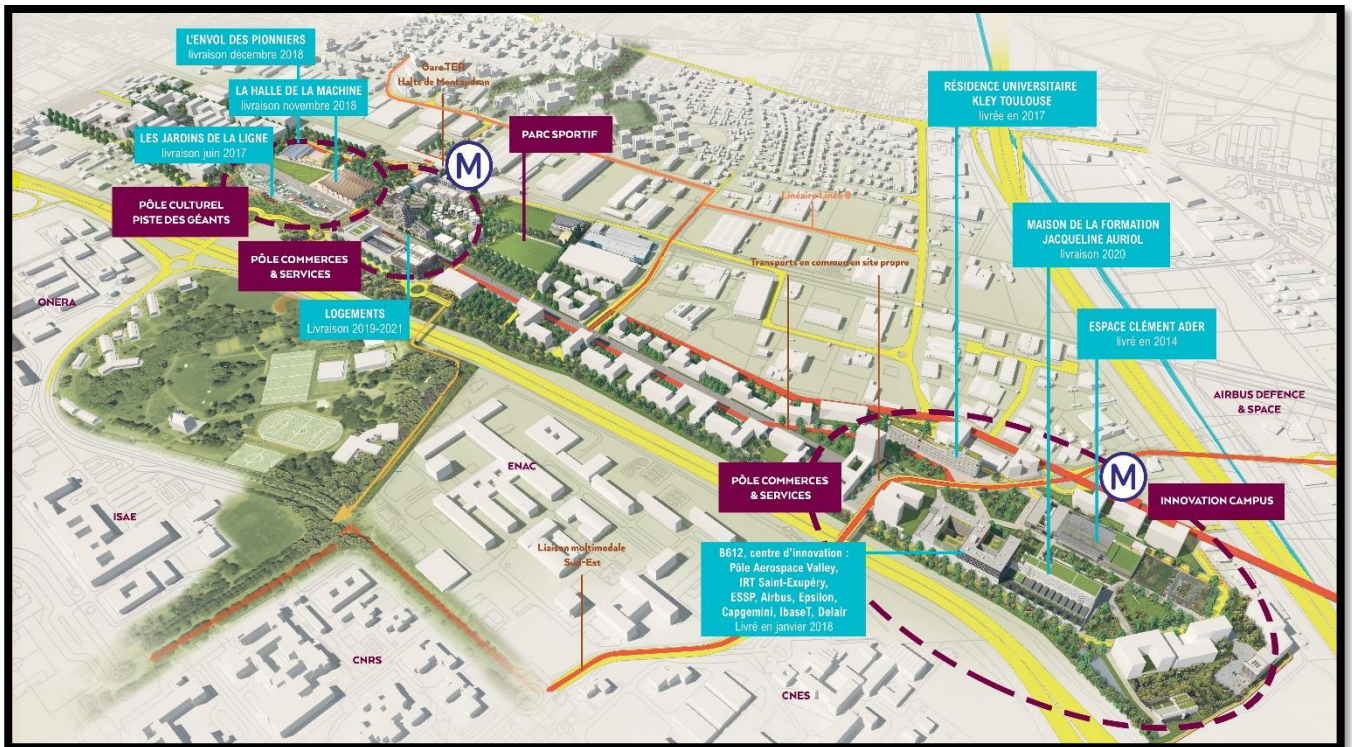 L'ENVOL DES PIONNIERS
livraison décembre 2018
LA HALLE DE LA MACHINE
livraison novembre 2018
LES JARDINS DE LA LIGNE
livraison juin 2017
PÔLE CULTUREL
PISTE DES GÉANTS
PÔLE COMMERCES
& SERVICES
LOGEMENTS
Livraison 2019-2021
Gare TER
Halte de Montaudran
M
PARC SPORTIF
RÉSIDENCE UNIVERSITAIRE
KLEY TOULOUSE
livrée en 2017
Linéaire Linéo 8
Transports en commun en site propre
MAISON DE LA FORMATION
JACQUELINE AURIOL
livraison 2020
ESPACE CLÉMENT ADER
livré en 2014
AIRBUS DEFENCE
& SPACE
ONERA
ISAE
ENAC
CNRS
Liaison multimodale
Sud-Est
CNES
PÔLE COMMERCES
& SERVICES
M
INNOVATION CAMPUS
B612, centre d'innovation :
Pôle Aerospace Valley,
IRT Saint-Exupéry,
ESSP, Airbus, Epsilon,
Capgemini, IbaseT, Delair
Livré en janvier 2018